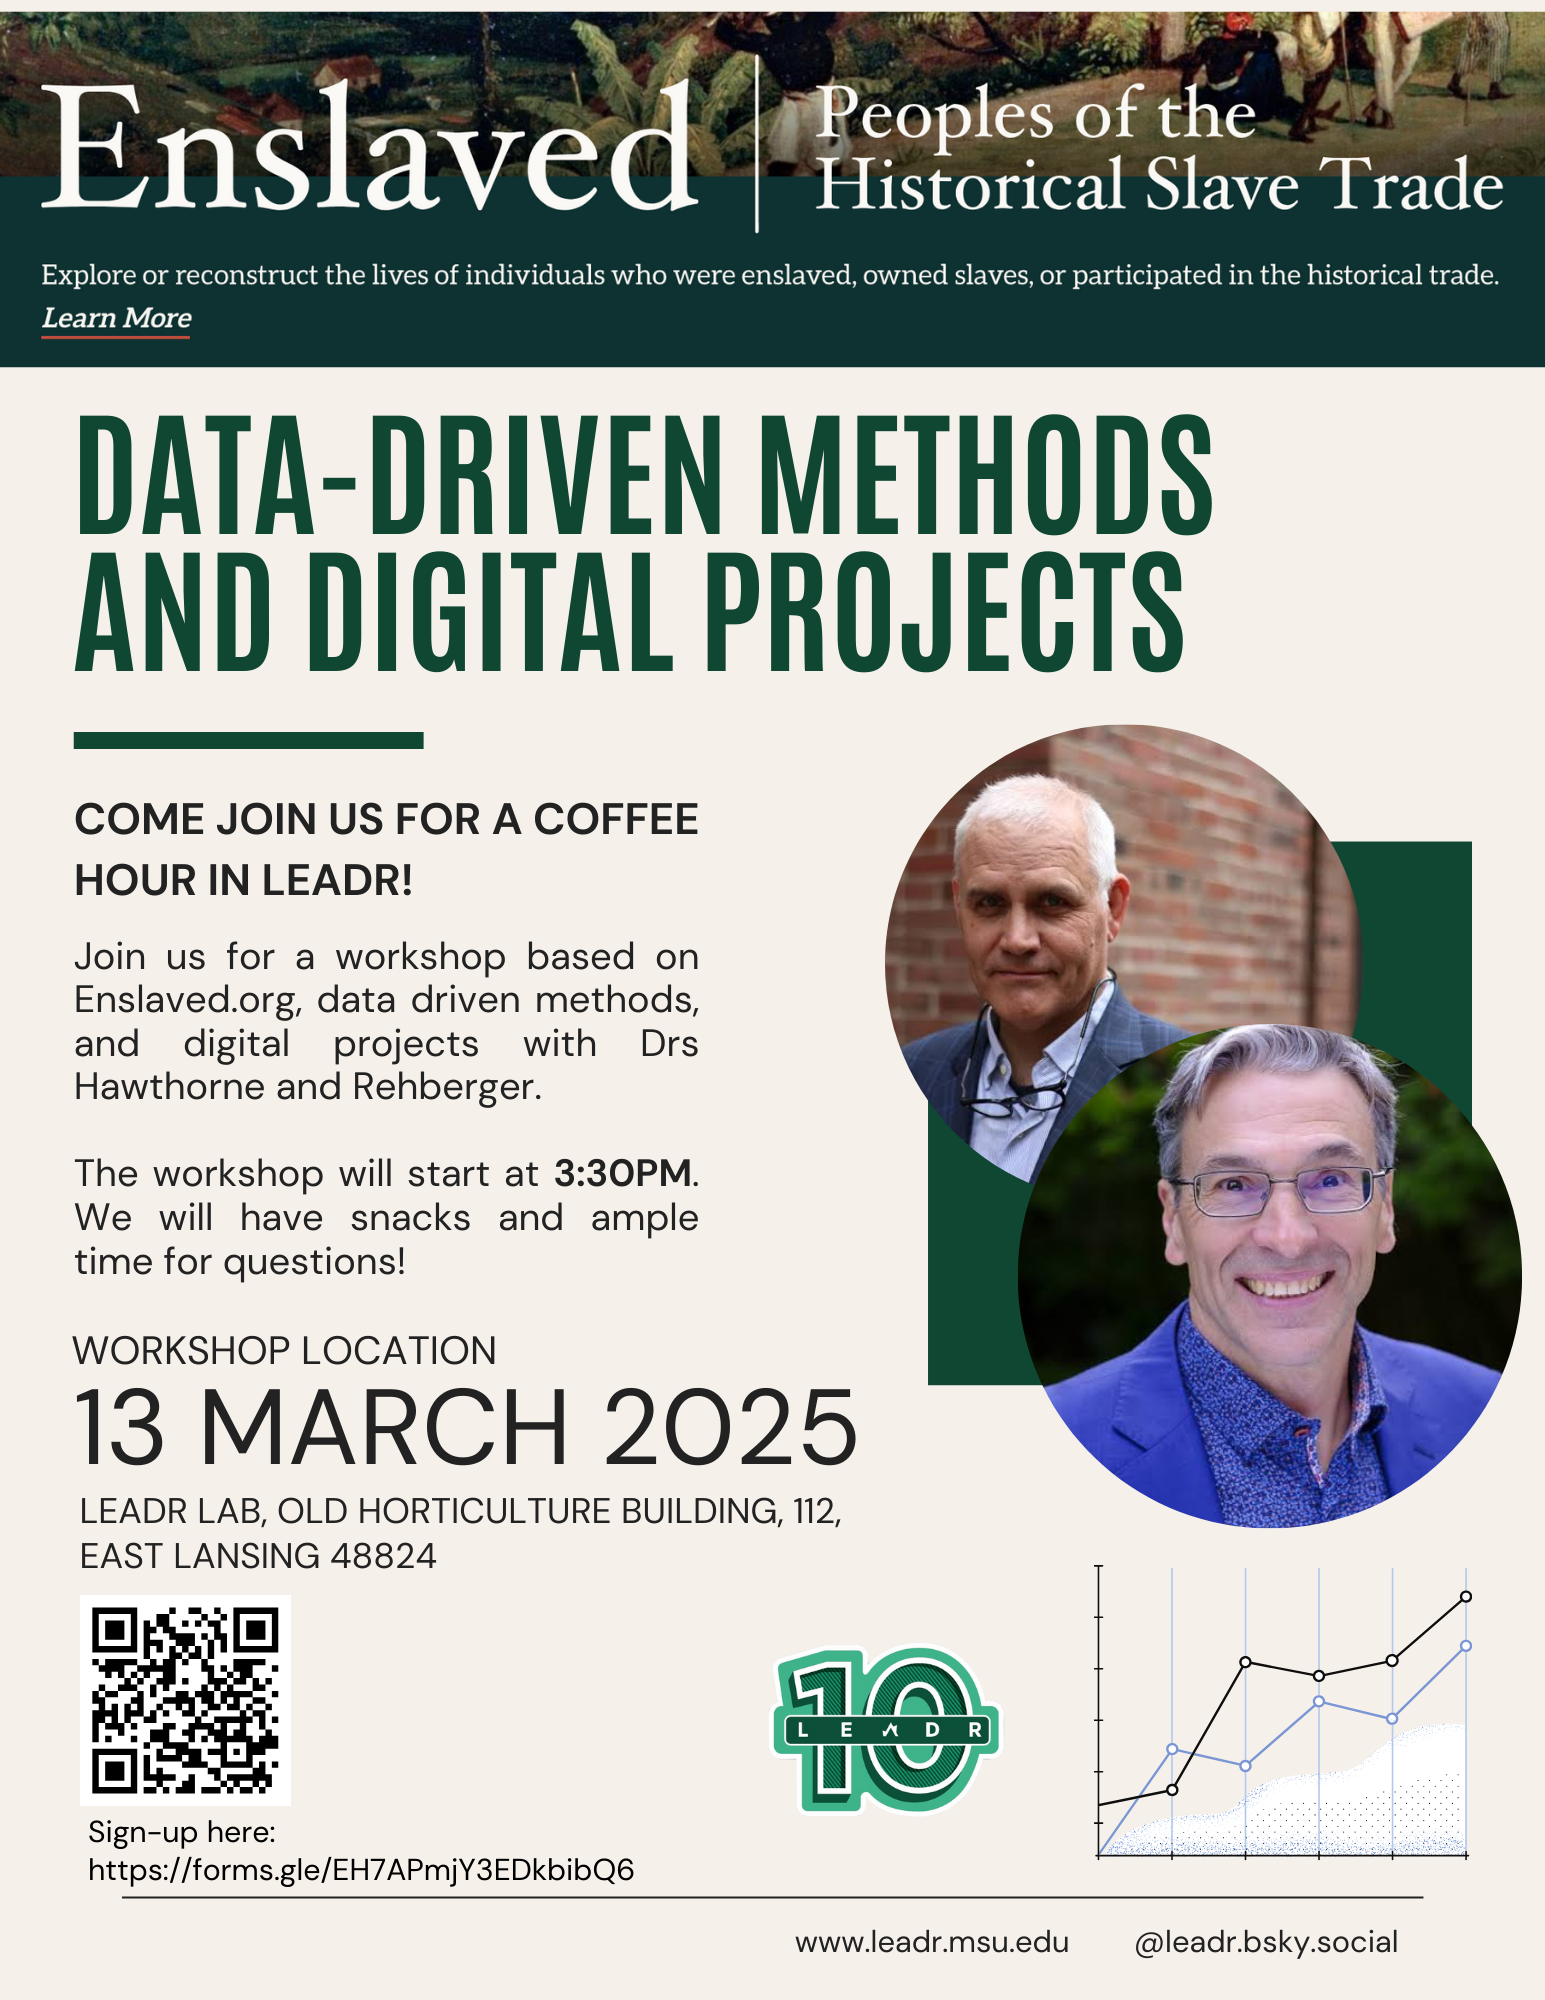 Enslaved
Peoples of the
Historical Slave Trade
Explore or reconstruct the lives of individuals who were enslaved, owned slaves, or participated in the historical trade.
Learn More
DATA-DRIVEN METHODS
AND DIGITAL PROJECTS
COME JOIN US FOR A COFFEE
HOUR IN LEADR!
Join us for a workshop based on
Enslaved.org, data driven methods,
and digital projects with Drs
Hawthorne and Rehberger.
The workshop will start at 3:30PM.
We will have snacks and ample
time for questions!
WORKSHOP LOCATION
13 MARCH 2025
LEADR LAB, OLD HORTICULTURE BUILDING, 112,
EAST LANSING 48824
10
LEADR
Sign-up here:
https://forms.gle/EH7APmjY3EDkbibQ6
www.leadr.msu.edu
@leadr.bsky.social